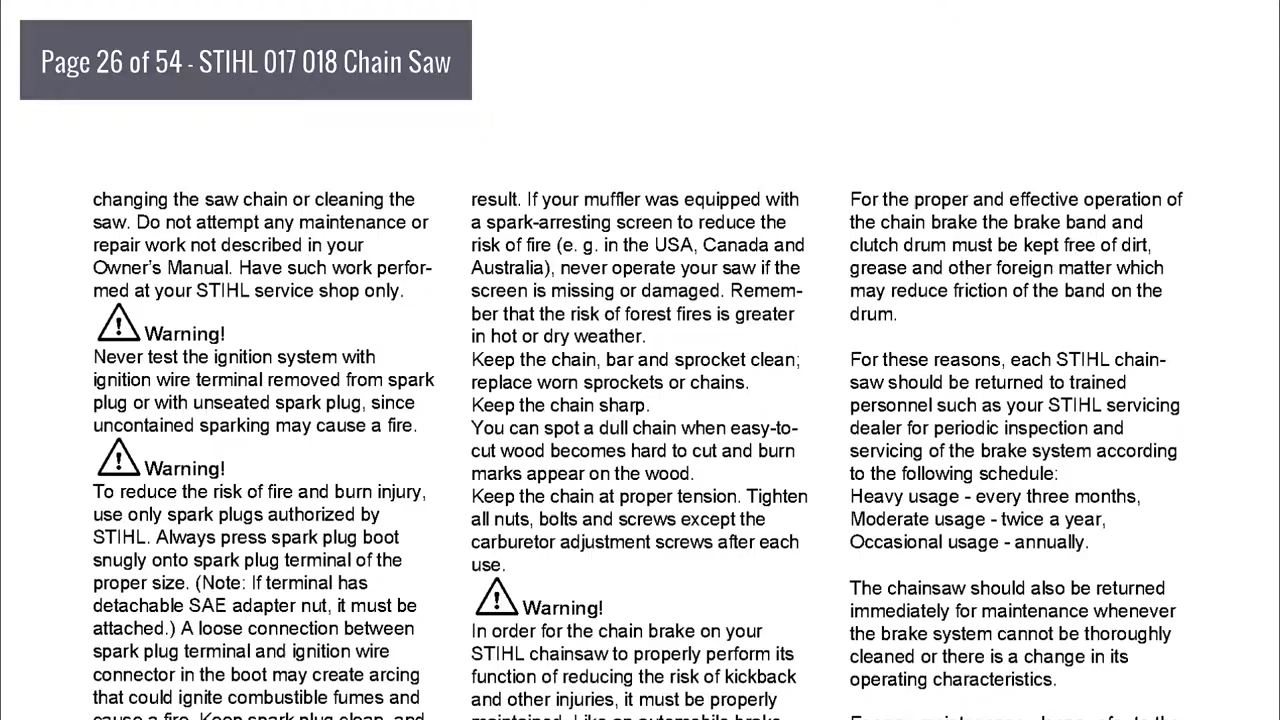 Page 26 of 54 - STIHL 017 018 Chain Saw
changing the saw chain or cleaning the
saw. Do not attempt any maintenance or
repair work not described in your
Owner's Manual. Have such work perfor-
med at your STIHL service shop only.
Warning!
Never test the ignition system with
ignition wire terminal removed from spark
plug or with unseated spark plug, since
uncontained sparking may cause a fire.
Warning!
To reduce the risk of fire and burn injury,
use only spark plugs authorized by
STIHL. Always press spark plug boot
snugly onto spark plug terminal of the
proper size. (Note: If terminal has
detachable SAE adapter nut, it must be
attached.) A loose connection between
spark plug terminal and ignition wire
connector in the boot may create arcing
that could ignite combustible fumes and
cause a fire. Keep spark plug clean, and
result. If your muffler was equipped with
a spark-arresting screen to reduce the
risk of fire (e. g. in the USA, Canada and
Australia), never operate your saw if the
screen is missing or damaged. Remem-
ber that the risk of forest fires is greater
in hot or dry weather.
Keep the chain, bar and sprocket clean;
replace worn sprockets or chains.
Keep the chain sharp.
You can spot a dull chain when easy-to-
cut wood becomes hard to cut and burn
marks appear on the wood.
Keep the chain at proper tension. Tighten
all nuts, bolts and screws except the
carburetor adjustment screws after each
use.
Warning!
In order for the chain brake on your
STIHL chainsaw to properly perform its
function of reducing the risk of kickback
and other injuries, it must be properly
maintained. Like an automobile brake,
For the proper and effective operation of
the chain brake the brake band and
clutch drum must be kept free of dirt,
grease and other foreign matter which
may reduce friction of the band on the
drum.
For these reasons, each STIHL chain-
saw should be returned to trained
personnel such as your STIHL servicing
dealer for periodic inspection and
servicing of the brake system according
to the following schedule:
Heavy usage - every three months,
Moderate usage - twice a year,
Occasional usage - annually.
The chainsaw should also be returned
immediately for maintenance whenever
the brake system cannot be thoroughly
cleaned or there is a change in its
operating characteristics.